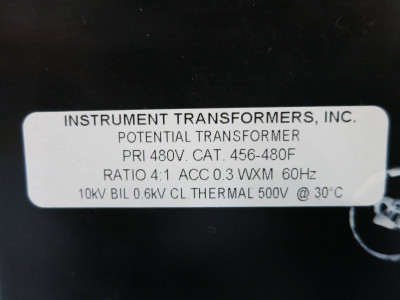 INSTRUMENT TRANSFORMERS, INC.
POTENTIAL TRANSFORMER
PRI 480V. CAT. 456-480F
RATIO 4:1 ACC 0.3 WXM 60Hz
10kV BIL 0.6kV CL.THERMAL 500V @ 30°C